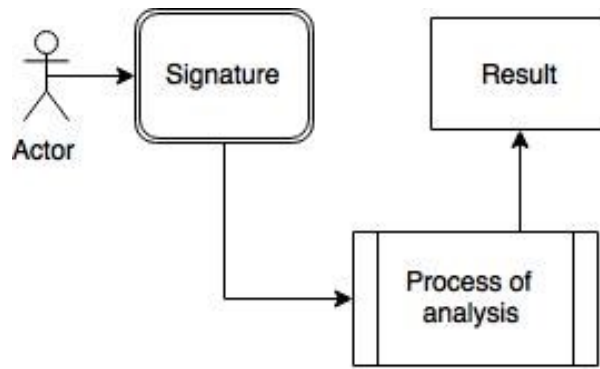 Signature
Result
Actor
Process of
analysis